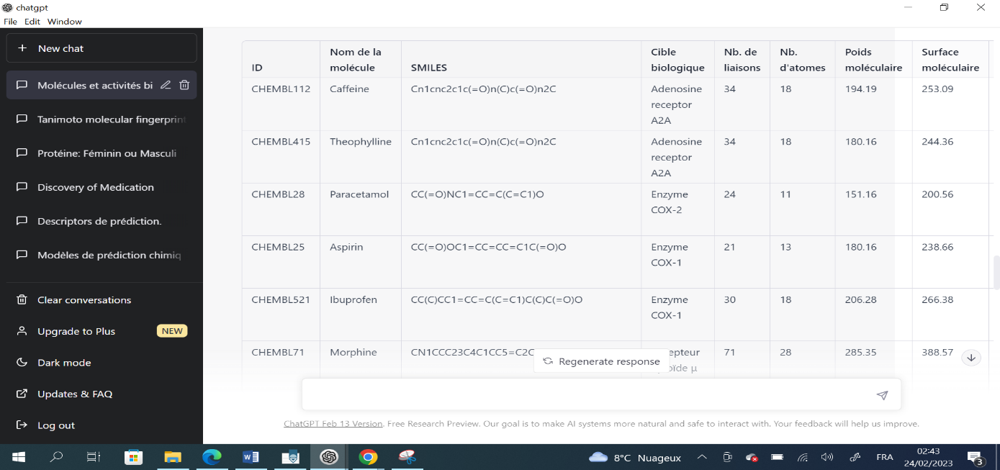 chatgpt
File Edit Window
New chat
Molécules et activités bi
Tanimoto molecular fingerprint
Protéine: Féminin ou Masculi
Discovery of Medication
Descriptors de prédiction.
Modèles de prédiction chimiq
Clear conversations
Upgrade to Plus NEW
Dark mode
Updates & FAQ
Log out
ID Nom de la molécule SMILES Cible biologique Nb. de liaisons Nb. d'atomes Poids moléculaire Surface moléculaire
CHEMBL112 Caffeine Cn1cnc2c1c(=O)n(C)c(=O)n2C Adenosine receptor A2A 34 18 194.19 253.09
CHEMBL415 Theophylline Cn1cnc2c1c(=O)n(C)c(=O)n2C Adenosine receptor A2A 34 18 180.16 244.36
CHEMBL28 Paracetamol CC(=O)NC1=CC=C(C=C1)O Enzyme COX-2 24 11 151.16 200.56
CHEMBL25 Aspirin CC(=O)OC1=CC=CC=C1C(=O)O Enzyme COX-1 21 13 180.16 238.66
CHEMBL521 Ibuprofen CC(C)CC1=CC=C(C=C1)C(C)C(=O)O Enzyme COX-1 30 18 206.28 266.38
CHEMBL71 Morphine CN1CCC23C4C1CC5=C2C epteur oïde μ 71 28 285.35 388.57
Regenerate response
ChatGPT Feb 13 Version. Free Research Preview. Our goal is to make AI systems more natural and safe to interact with. Your feedback will help us improve.
8°C Nuageux FRA 02:43
24/02/2023 3